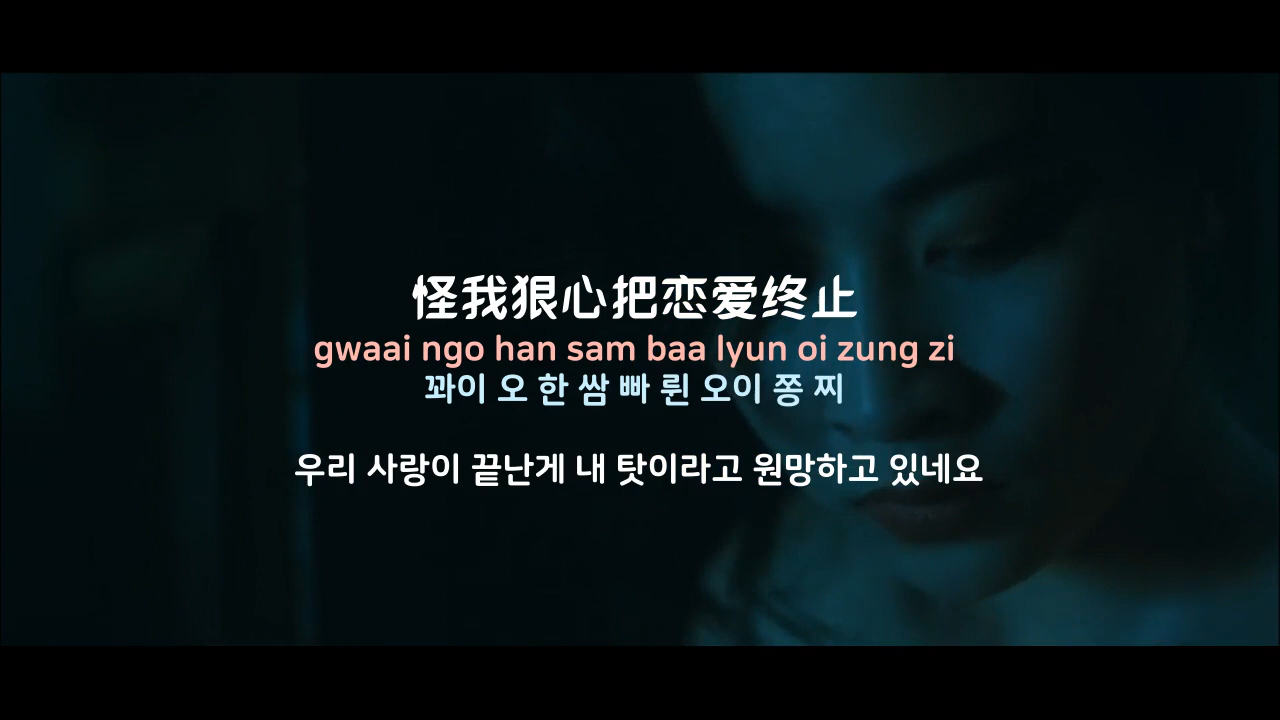 怪我狠心把恋爱终止
gwaai ngo han sam baa lyun oi zung zi
꽈이 오 한 쌈 빠 뤼 오이 쫑 찌
우리 사랑이 끝난게 내 탓이라고 원망하고 있네요